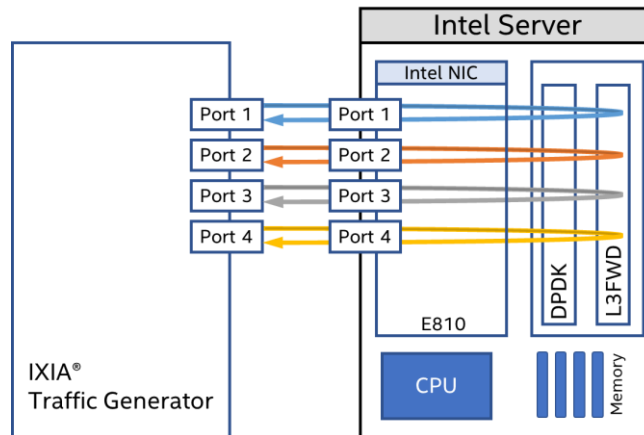 Intel Server
Intel NIC
Port 1
Port 1
Port 2
Port 2
Port 3
Port 3
Port 4
Port 4
DPDK
L3FWD
E810
IXIA®
Traffic Generator
CPU
Memory